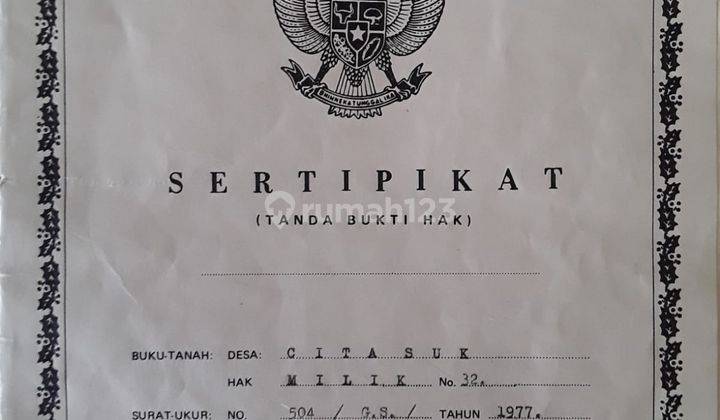 BHINNEKA TUNGGAL IKA
SERTIPIKAT
rumah123
(TANDA BUKTI HAK)
BUKU-TANAH: DESA: CITASUK
HAK MILIK No. 32.
SURAT-UKUR: NO. 504 / G.S./ TAHUN 1977.